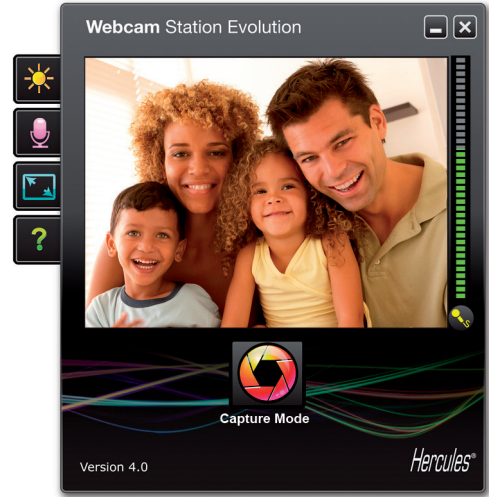 Webcam Station Evolution
?
Capture Mode
Version 4.0
Hercules®